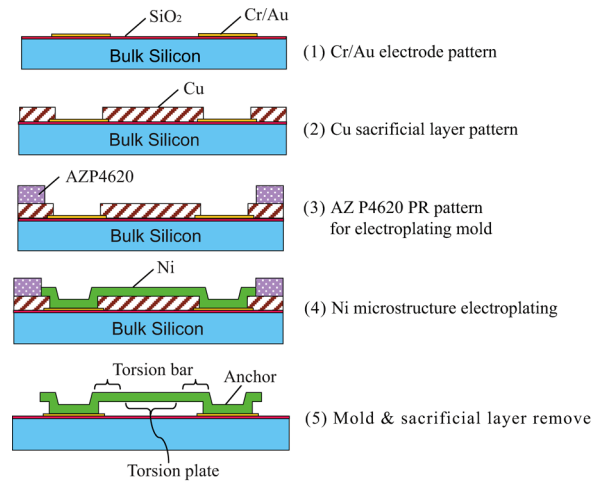 SiO₂
Cr/Au
Bulk Silicon
(1) Cr/Au electrode pattern
Cu
Bulk Silicon
(2) Cu sacrificial layer pattern
AZP4620
Bulk Silicon
(3) AZ P4620 PR pattern
for electroplating mold
Ni
Bulk Silicon
(4) Ni microstructure electroplating
Torsion bar
Anchor
(5) Mold & sacrificial layer remove
Torsion plate